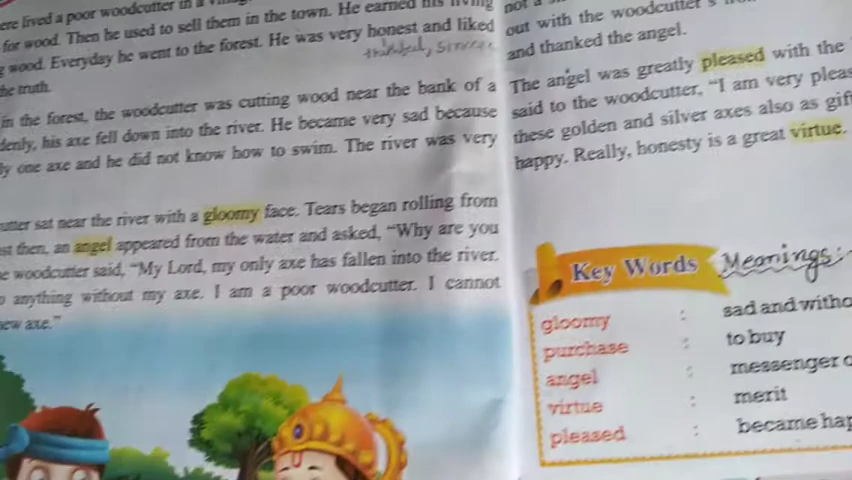 ere lived a poor woodcutter in a
for wood. Then he used to sell them in the town. He earned his living
g wood. Everyday he went to the forest. He was very honest and liked
the truth.
in the forest, the woodcutter was cutting wood near the bank of a
denly, his axe fell down into the river. He became very sad because
ly one axe and he did not know how to swim. The river was very
utter sat near the river with a gloomy face. Tears began rolling from
st then, an angel appeared from the water and asked, “Why are you
e woodcutter said, “My Lord, my only axe has fallen into the river.
o anything without my axe. I am a poor woodcutter. I cannot
new axe.”
not a
out with the woodcutter's
and thanked the angel.
The angel was greatly pleased with the
said to the woodcutter, “I am very pleas
these golden and silver axes also as gift
happy. Really, honesty is a great virtue.
Key Words Meanings:-
gloomy : sad and witho
purchase : to buy
angel : messenger o
virtue : merit
pleased : became hap